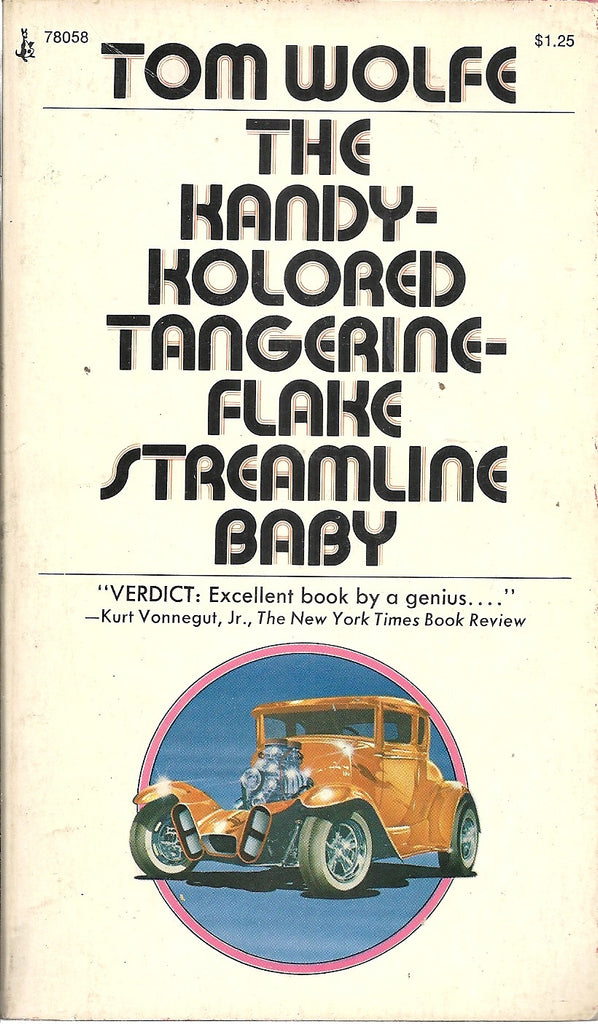 78058
$1.25
TOM WOLFE
THE
KANDY-
KOLORED
TANGERINE-
FLAKE
STREAMLINE
BABY
"VERDICT: Excellent book by a genius...."
—Kurt Vonnegut, Jr., The New York Times Book Review